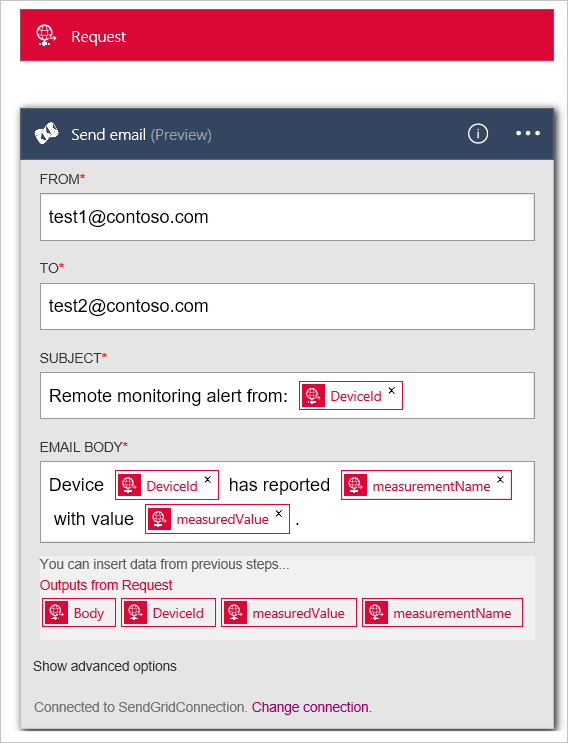 Request
Send email (Preview)
FROM*
test1@contoso.com
TO*
test2@contoso.com
SUBJECT*
Remote monitoring alert from: DeviceId x
EMAIL BODY*
Device DeviceId x has reported measurementName x
with value measuredValue x .
You can insert data from previous steps...
Outputs from Request
Body DeviceId measuredValue measurementName
Show advanced options
Connected to SendGridConnection. Change connection.